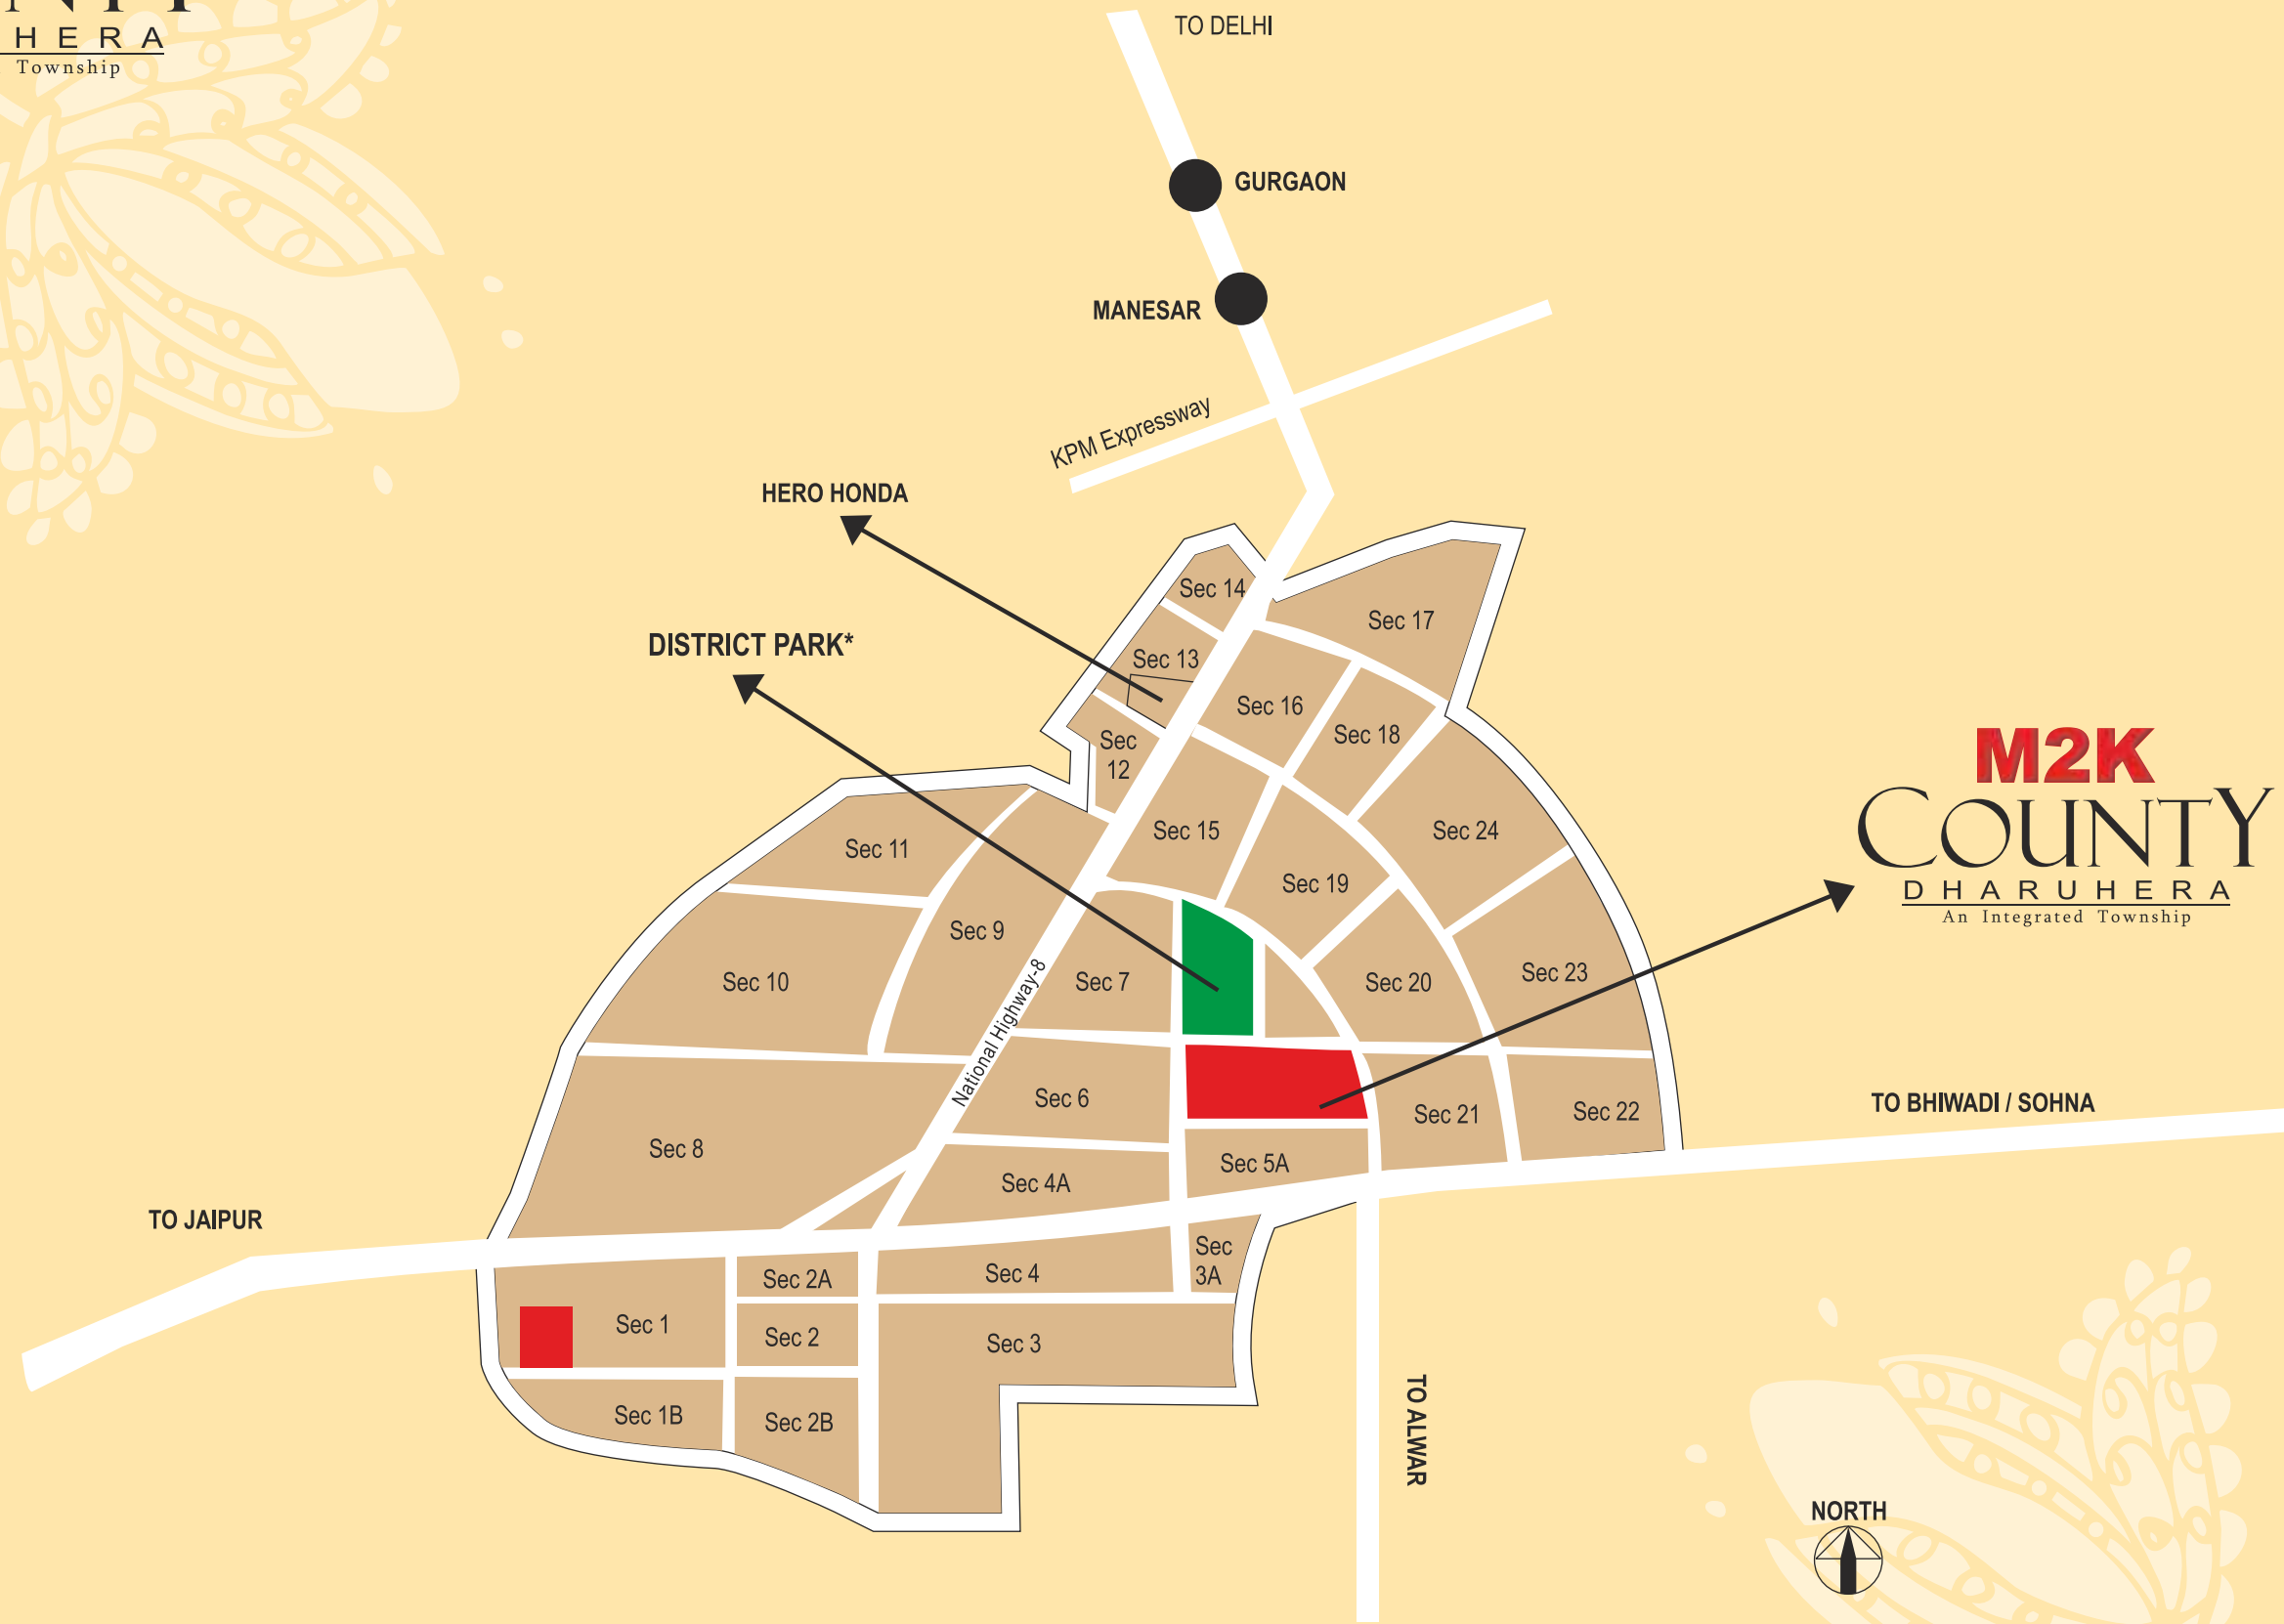 HERA
Township
TO DELHI
GURGAON
MANESAR
KPM Expressway
HERO HONDA
DISTRICT PARK*
Sec 14
Sec 17
Sec 13
Sec 16
Sec 18
Sec
12
Sec 15
Sec 24
Sec 11
Sec 19
Sec 9
Sec 10
Sec 7
Sec 20
Sec 23
National Highway-8
Sec 6
Sec 21
Sec 22
Sec 8
Sec 5A
Sec 4A
M2K
COUNTY
DHARUHERA
An Integrated Township
TO BHIWADI / SOHNA
TO JAIPUR
Sec
3A
Sec 2A
Sec 4
Sec 1
Sec 2
Sec 3
Sec 1B
Sec 2B
TO ALWAR
NORTH